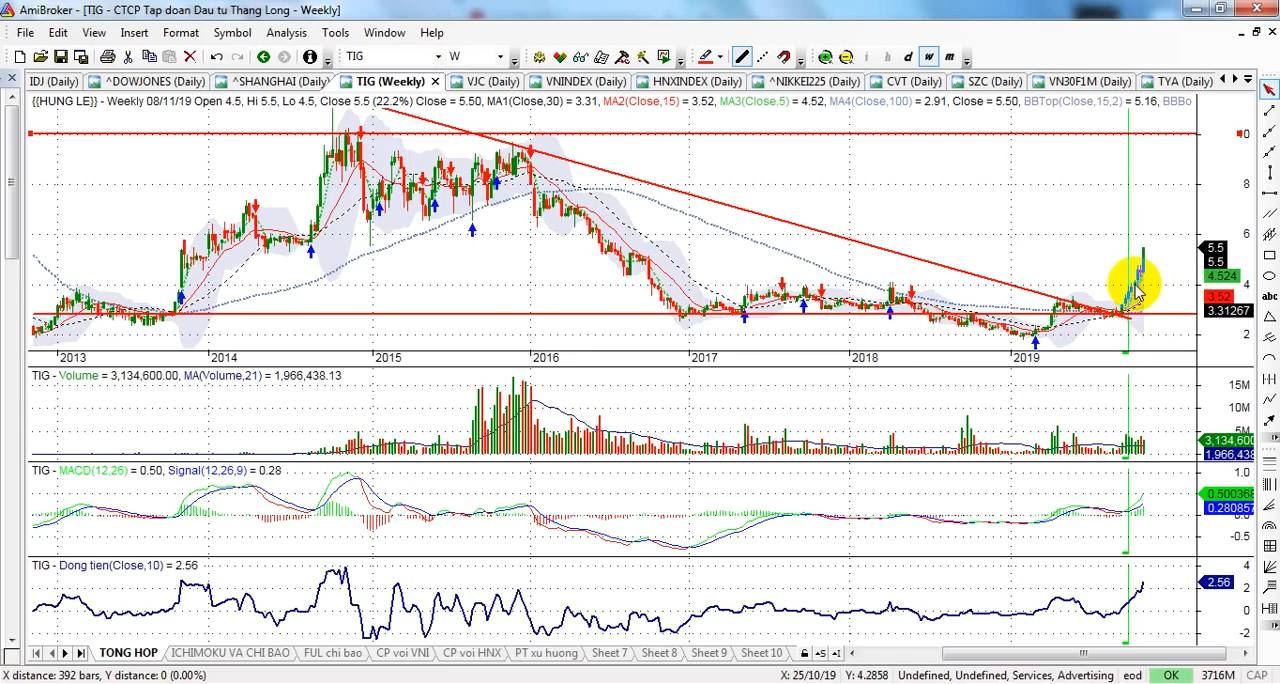 AmiBroker - [TIG - CTCP Tap doan Dau tu Thang Long - Weekly]
File Edit View Insert Format Symbol Analysis Tools Window Help
TIG W h d w m
IDJ (Daily) ^DOWJONES (Daily) ^SHANGHAI (Daily) TIG (Weekly) VJC (Daily) VNINDEX (Daily) HNXINDEX (Daily) ^NIKKEI225 (Daily) CVT (Daily) SZC (Daily) VN30F1M (Daily) TYA (Daily)
{{HUNG LE}} - Weekly 08/11/19 Open 4.5, Hi 5.5, Lo 4.5, Close 5.5 (22.2%) Close = 5.50, MA1(Close,30) = 3.31, MA2(Close,15) = 3.52, MA3(Close,5) = 4.52, MA4(Close,100) = 2.91, Close = 5.50, BBTop(Close,15,2) = 5.16, BBBo
8
6
5.5
5.5
4.524
4
3.52
3.31267
2
2013 2014 2015 2016 2017 2018 2019
TIG - Volume = 3,134,600.00, MA(Volume,21) = 1,966,438.13
15M
10M
5M
3,134,600
1,966,438
TIG - MACD(12,26) = 0.50, Signal(12,26,9) = 0.28
1.0
0.500368
0.280857
-0.5
TIG - Dong tien(Close,10) = 2.56
4
2.56
2
0
-2
TONG HOP ICHIMOKU VA CHI BAO FUL chi bao CP voi VNI CP voi HNX PT xu huong Sheet 7 Sheet 8 Sheet 9 Sheet 10
X distance: 392 bars, Y distance: 0 (0.00%) X: 25/10/19 Y: 4.2858 Undefined, Undefined, Services, Advertising eod OK 3716M CAP
abc